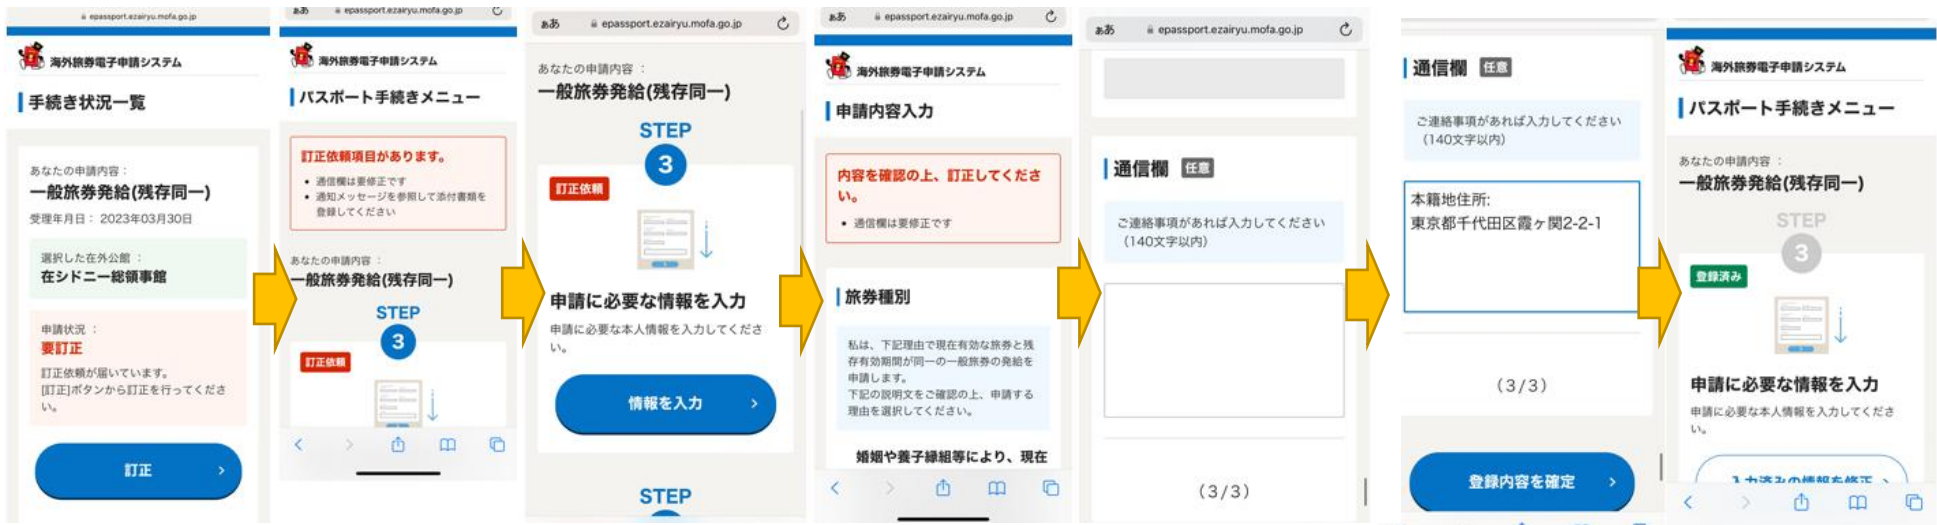 epassport.ezairyu.mofa.go.jp
海外旅券電子申請システム
手続き状況一覧
あなたの申請内容:
一般旅券発給(残存同一)
受理年月日: 2023年03月30日
選択した在外公館 :
在シドニー総領事館
申請状況 :
要訂正
訂正依頼が届いています。
[訂正]ボタンから訂正を行ってくださ
い。
訂正
ぁあ epassport.ezairyu.mofa.go.jp
海外旅券電子申請システム
パスポート手続きメニュー
訂正依頼項目があります。
• 通信欄は要修正です
• 通知メッセージを参照して添付書類を
登録してください
あなたの申請内容:
一般旅券発給(残存同一)
STEP
3
訂正依頼
ぁあ epassport.ezairyu.mofa.go.jp
あなたの申請内容:
一般旅券発給(残存同一)
STEP
3
訂正依頼
申請に必要な情報を入力
申請に必要な本人情報を入力してくださ
い。
情報を入力
STEP
ぁあ epassport.ezairyu.mofa.go.jp
海外旅券電子申請システム
申請内容入力
内容を確認の上、訂正してくださ
い。
• 通信欄は要修正です
旅券種別
私は、下記理由で現在有効な旅券と残
存有効期間が同一の一般旅券の発給を
申請します。
下記の説明文をご確認の上、申請する
理由を選択してください。
婚姻や養子縁組等により、現在
ぁあ epassport.ezairyu.mofa.go.jp
通信欄 任意
ご連絡事項があれば入力してください
(140文字以内)
(3/3)
通信欄 任意
ご連絡事項があれば入力してください
(140文字以内)
本籍地住所:
東京都千代田区霞ヶ関2-2-1
(3/3)
登録内容を確定
海外旅券電子申請システム
パスポート手続きメニュー
あなたの申請内容 :
一般旅券発給(残存同一)
STEP
3
登録済み
申請に必要な情報を入力
申請に必要な本人情報を入力してくださ
い。
入力済みの情報を修正